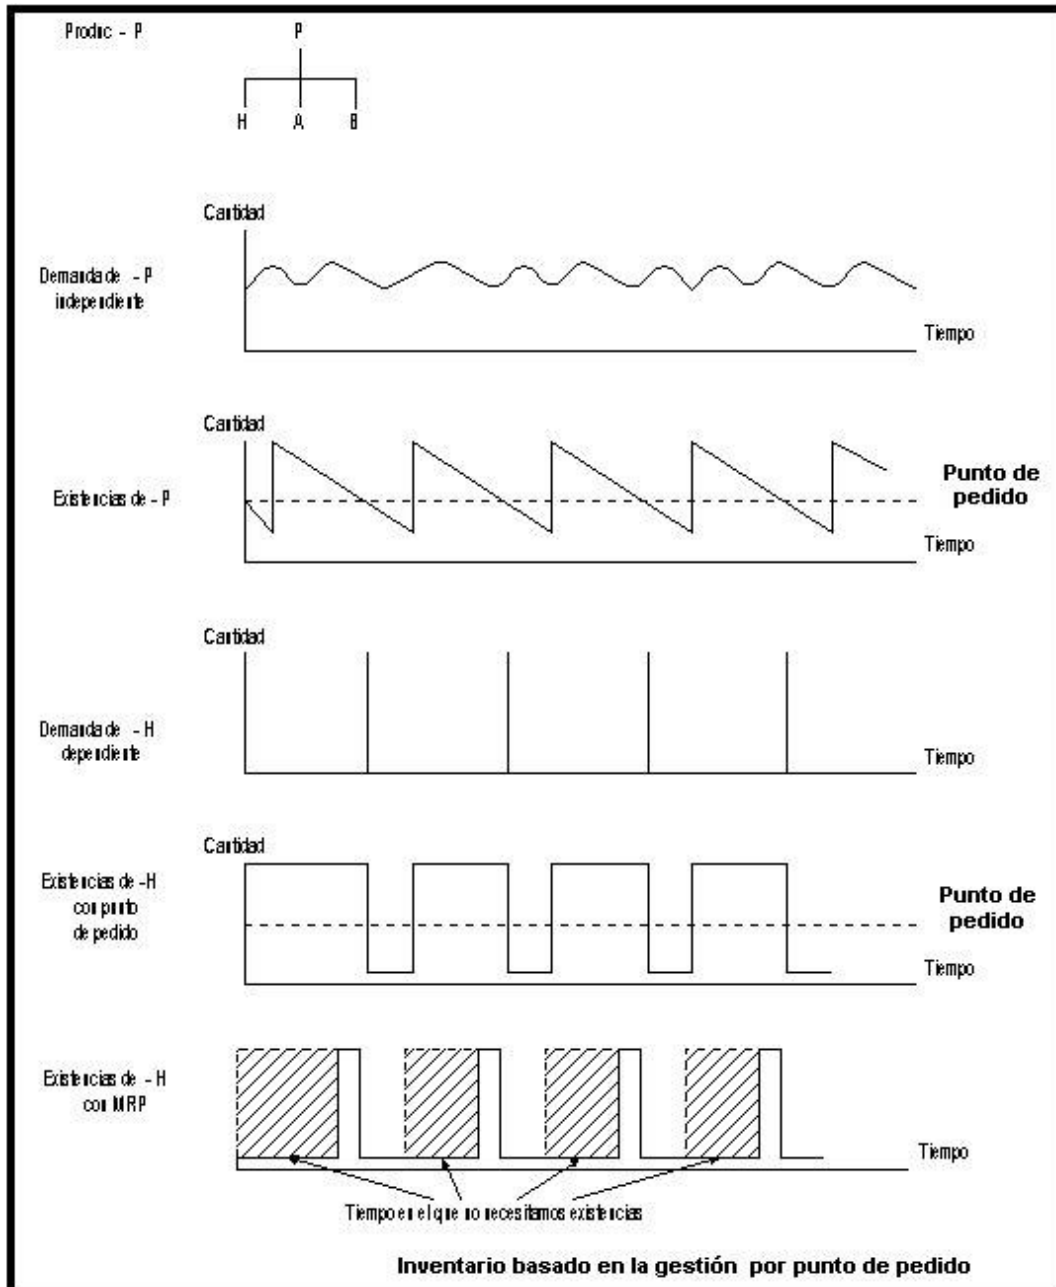 Produc - P
P
H A B
Cantidad
Demanda de - P
independiente
Tiempo
Cantidad
Existencias de - P
Punto de
pedido
Tiempo
Cantidad
Demanda de - H
dependiente
Tiempo
Cantidad
Existencias de - H
con punto
de pedido
Punto de
pedido
Tiempo
Existencias de - H
con MRP
Tiempo
Tiempo en el que no necesitamos existencias
Inventario basado en la gestión por punto de pedido